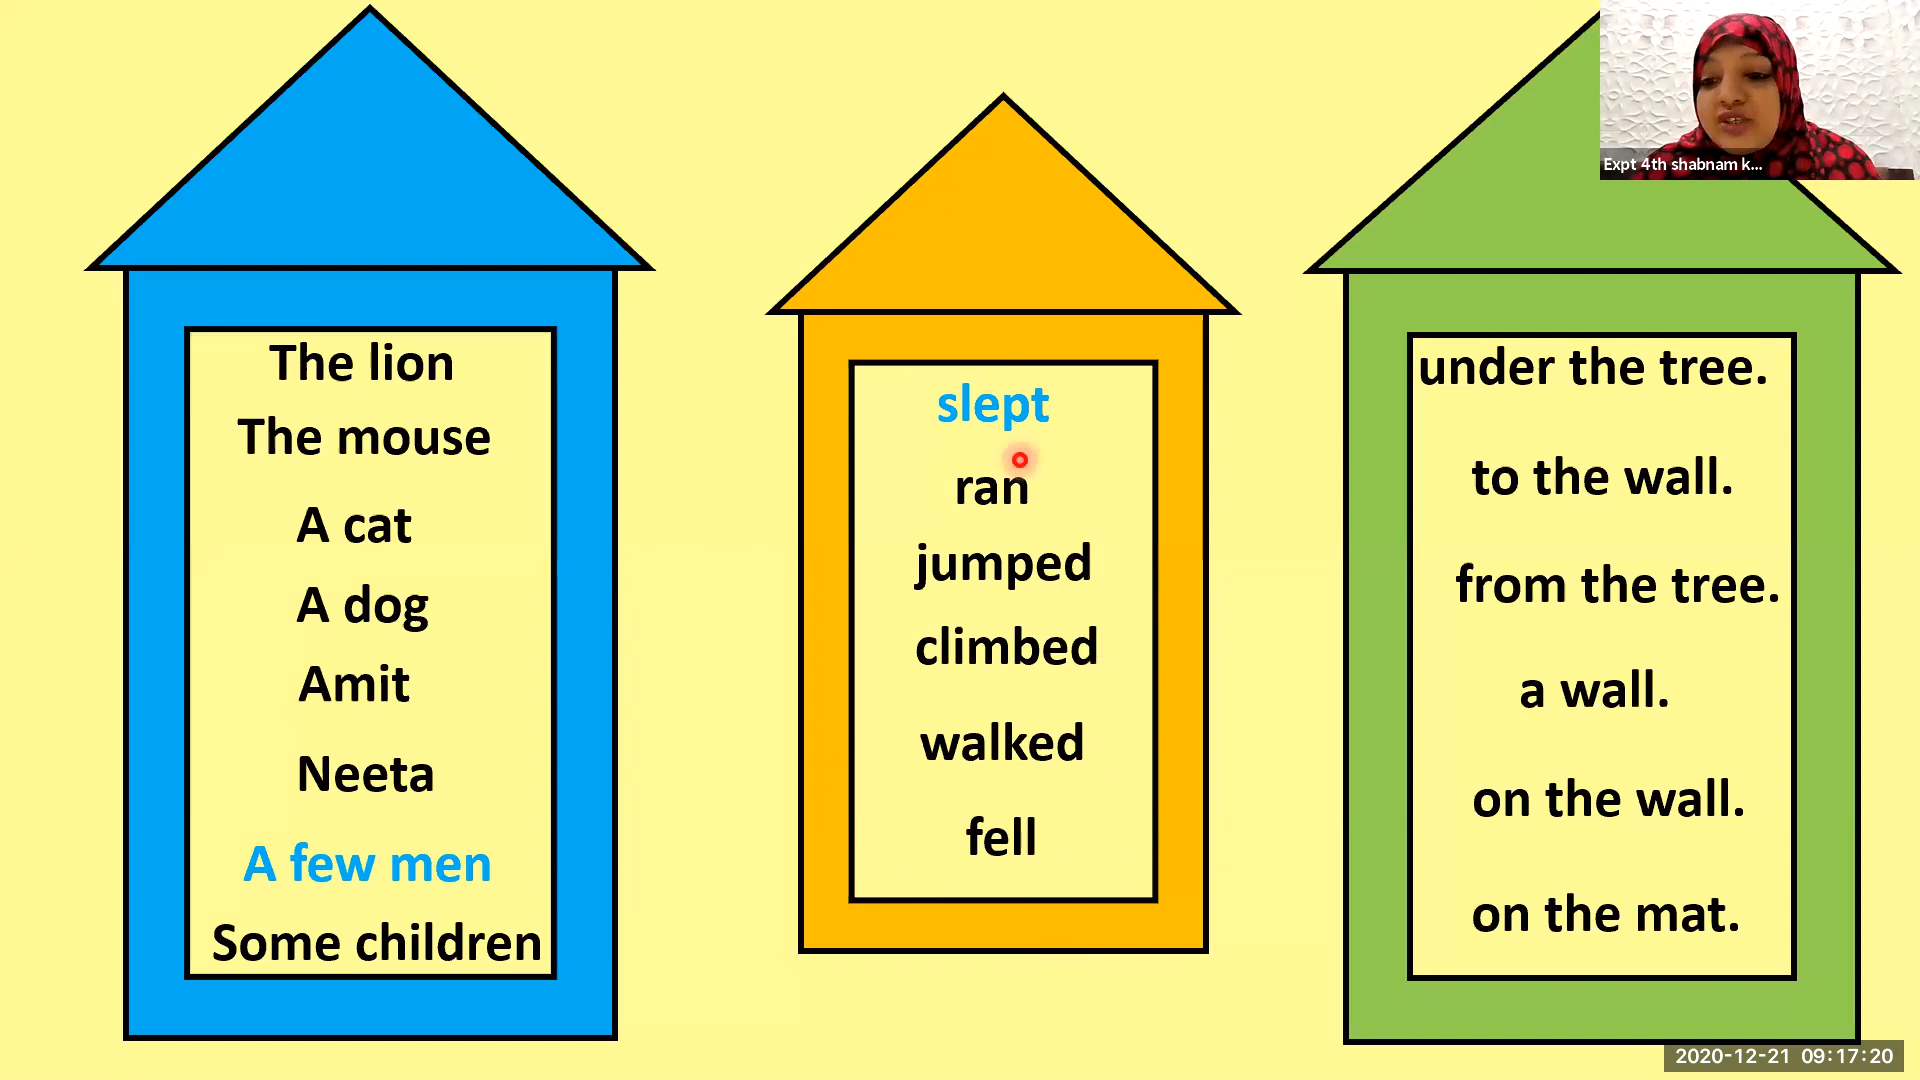 The lion
The mouse
A cat
A dog
Amit
Neeta
A few men
Some children
slept
ran
jumped
climbed
walked
fell
under the tree.
to the wall.
from the tree.
a wall.
on the wall.
on the mat.
Expt 4th shabnam k...
2020-12-21 09:17:20